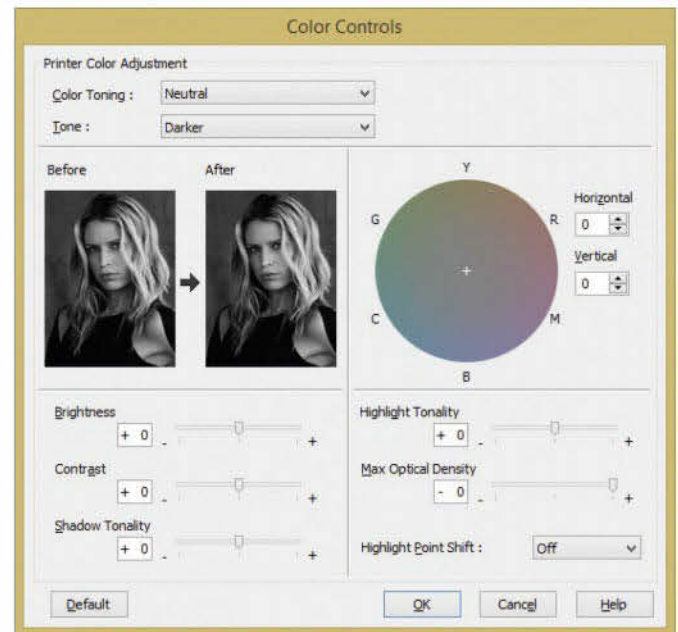 Color Controls
Printer Color Adjustment
Color Toning : Neutral
Tone : Darker
Before After
Y
G R
C M
B
Horizontal
0
Vertical
0
Brightness
+ 0 - +
Contrast
+ 0 - +
Shadow Tonality
+ 0 - +
Highlight Tonality
+ 0 - +
Max Optical Density
- 0 - +
Highlight Point Shift : Off
Default OK Cancel Help